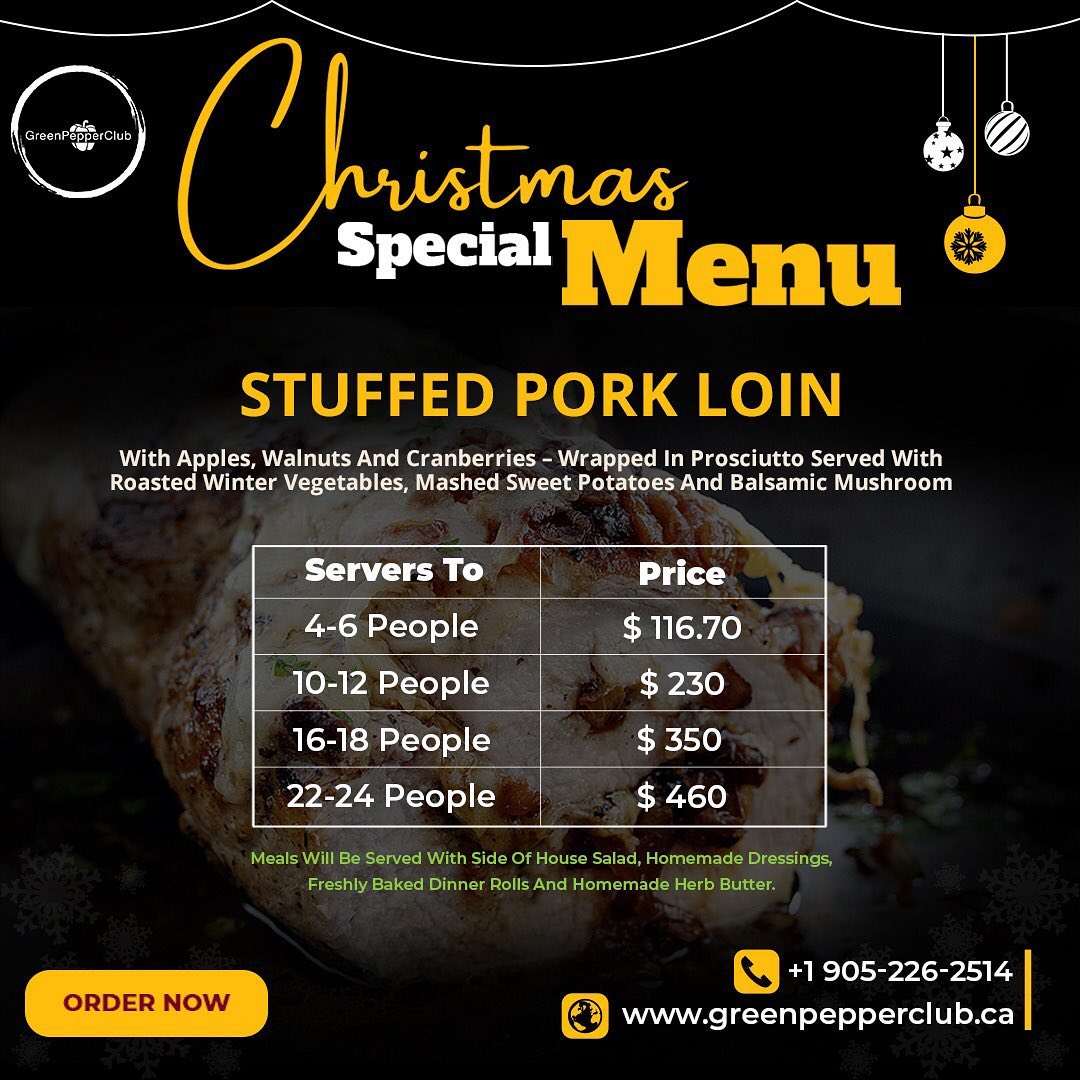 GreenPepperClub
Christmas
Special Menu
STUFFED PORK LOIN
With Apples, Walnuts And Cranberries – Wrapped In Prosciutto Served With
Roasted Winter Vegetables, Mashed Sweet Potatoes And Balsamic Mushroom
Servers To Price
4-6 People $ 116.70
10-12 People $ 230
16-18 People $ 350
22-24 People $ 460
Meals Will Be Served With Side Of House Salad, Homemade Dressings,
Freshly Baked Dinner Rolls And Homemade Herb Butter.
ORDER NOW
+1 905-226-2514
www.greenpepperclub.ca